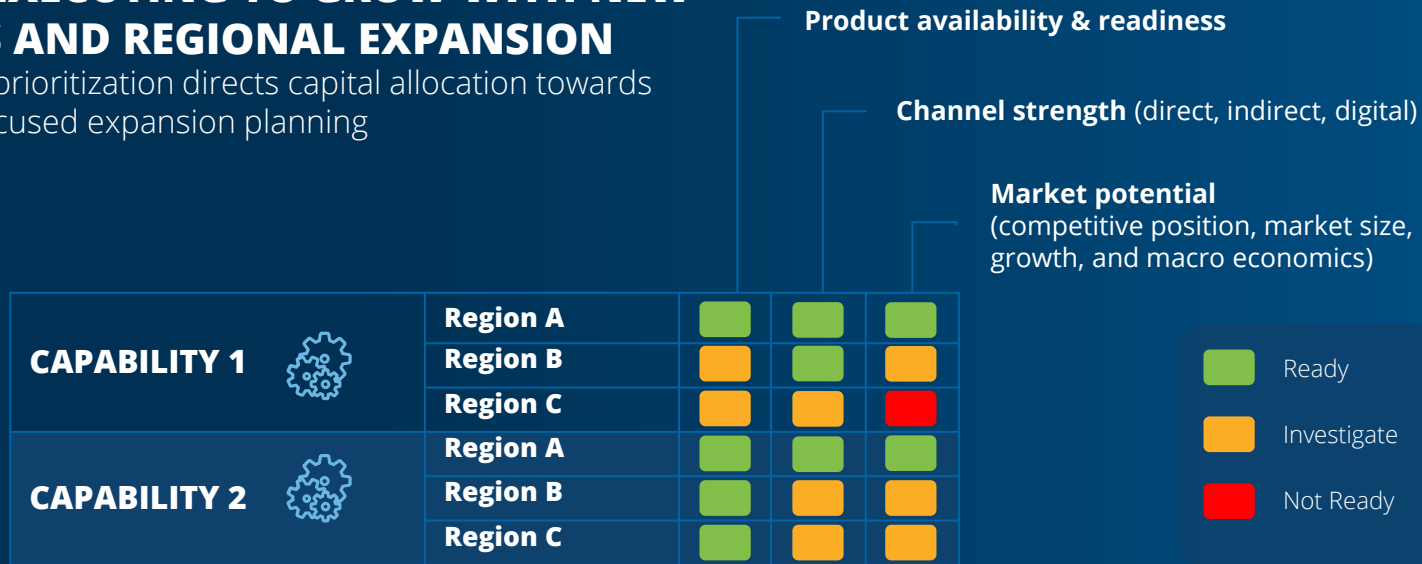 AND REGIONAL EXPANSION
prioritization directs capital allocation towards
expansion planning
Product availability & readiness
Channel strength (direct, indirect, digital)
Market potential
(competitive position, market size,
growth, and macro economics)
CAPABILITY 1
Region A
Region B
Region C
CAPABILITY 2
Region A
Region B
Region C
Ready
Investigate
Not Ready